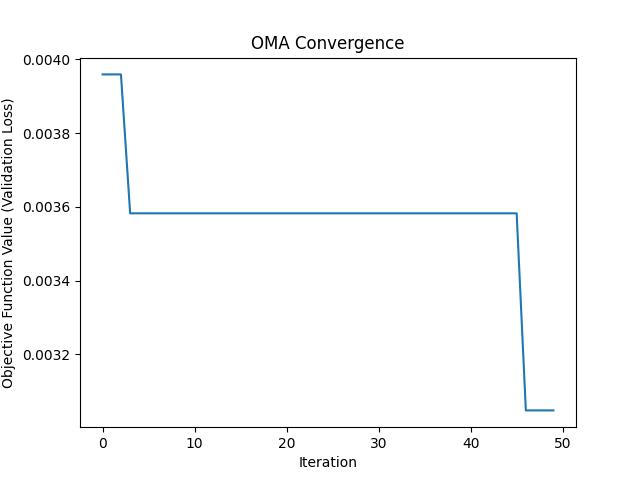 OMA Convergence
Objective Function Value (Validation Loss)
0.0040
0.0038
0.0036
0.0034
0.0032
0 10 20 30 40 50
Iteration